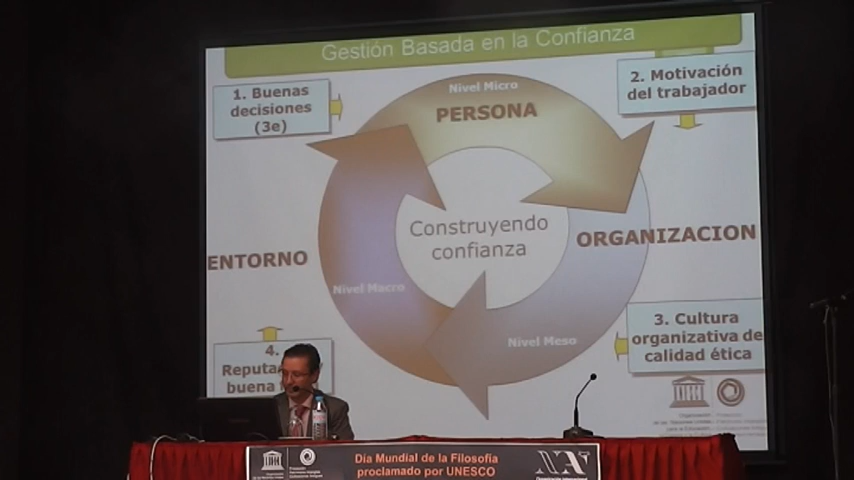 Gestión Basada en la Confianza
1. Buenas
decisiones
(3e)
Nivel Micro
PERSONA
2. Motivación
del trabajador
Construyendo
confianza
ORGANIZACION
ENTORNO
Nivel Macro
Nivel Meso
3. Cultura
organizativa de
calidad ética
4.
buena
Día Mundial de la Filosofía
proclamado por UNESCO